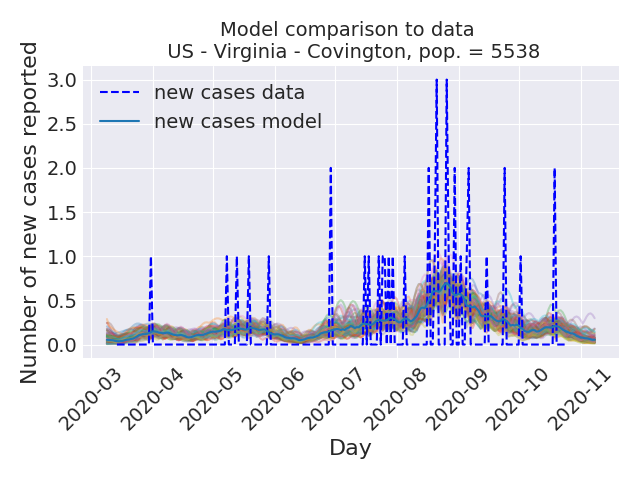 Model comparison to data
US - Virginia - Covington, pop. = 5538
Number of new cases reported
3.0
2.5
2.0
1.5
1.0
0.5
0.0
new cases data
new cases model
2020-03
2020-04
2020-05
2020-06
2020-07
2020-08
2020-09
2020-10
2020-11
Day